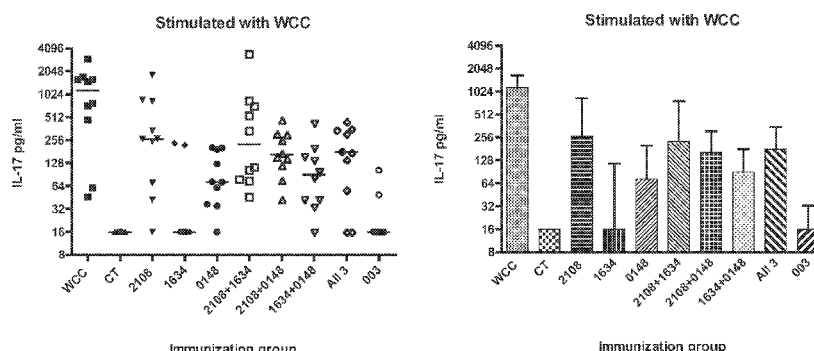 Stimulated with WCC
IL-17 pg/ml
4096
2048
1024
512
256
128
64
32
16
8
WCC
CT
2108
1634
0148
2108+1634
2108+0148
1634+0148
All 3
003
Immunization group
Stimulated with WCC
IL-17 pg/ml
4096
2048
1024
512
256
128
64
32
16
8
WCC
CT
2108
1634
0148
2108+1634
2108+0148
1634+0148
All 3
003
Immunization group